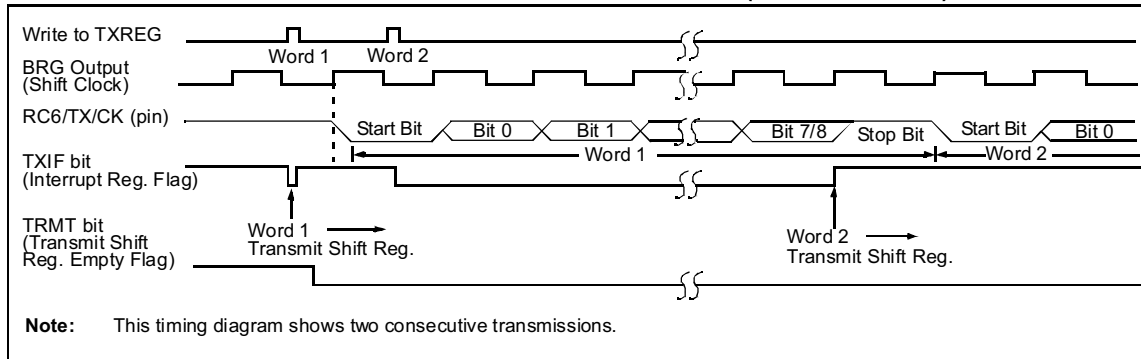 Write to TXREG
Word 1
Word 2
BRG Output
(Shift Clock)
RC6/TX/CK (pin)
Start Bit
Bit 0
Bit 1
Bit 7/8
Stop Bit
Start Bit
Bit 0
Word 1
Word 2
TXIF bit
(Interrupt Reg. Flag)
Word 1
Transmit Shift Reg.
Word 2
Transmit Shift Reg.
TRMT bit
(Transmit Shift
Reg. Empty Flag)
Note: This timing diagram shows two consecutive transmissions.